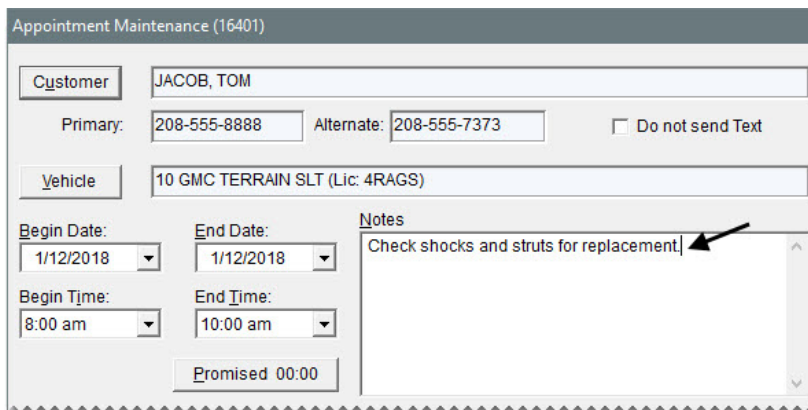 Appointment Maintenance (16401)
Customer JACOB, TOM
Primary: 208-555-8888 Alternate: 208-555-7373 Do not send Text
Vehicle 10 GMC TERRAIN SLT (Lic: 4RAGS)
Begin Date: End Date: Notes
1/12/2018 1/12/2018 Check shocks and struts for replacement.
Begin Time: End Time:
8:00 am 10:00 am
Promised 00:00